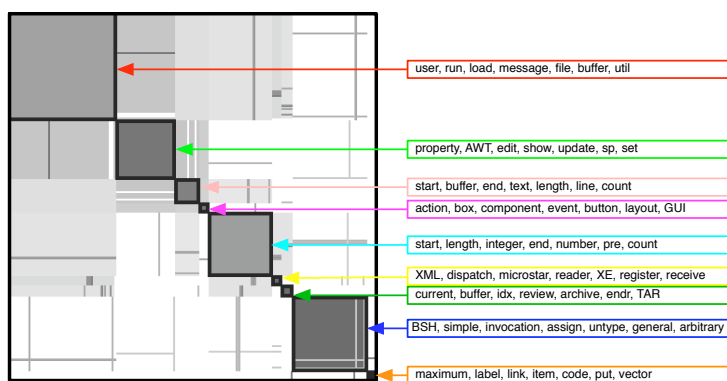 user, run, load, message, file, buffer, util
property, AWT, edit, show, update, sp, set
start, buffer, end, text, length, line, count
action, box, component, event, button, layout, GUI
start, length, integer, end, number, pre, count
XML, dispatch, microstar, reader, XE, register, receive
current, buffer, idx, review, archive, endr, TAR
BSH, simple, invocation, assign, untype, general, arbitrary
maximum, label, link, item, code, put, vector